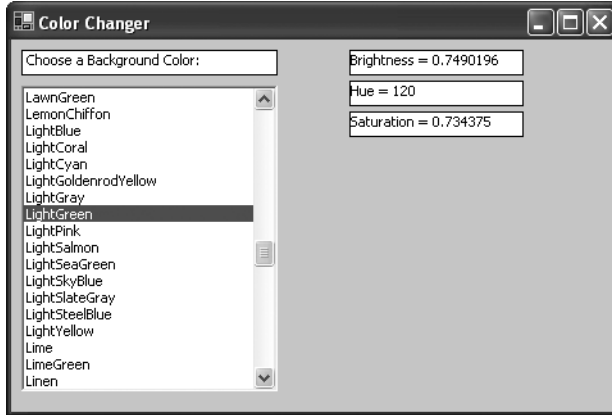 Color Changer
Choose a Background Color:
LawnGreen
LemonChiffon
LightBlue
LightCoral
LightCyan
LightGoldenrodYellow
LightGray
LightGreen
LightPink
LightSalmon
LightSeaGreen
LightSkyBlue
LightSlateGray
LightSteelBlue
LightYellow
Lime
LimeGreen
Linen
Brightness = 0.7490196
Hue = 120
Saturation = 0.734375